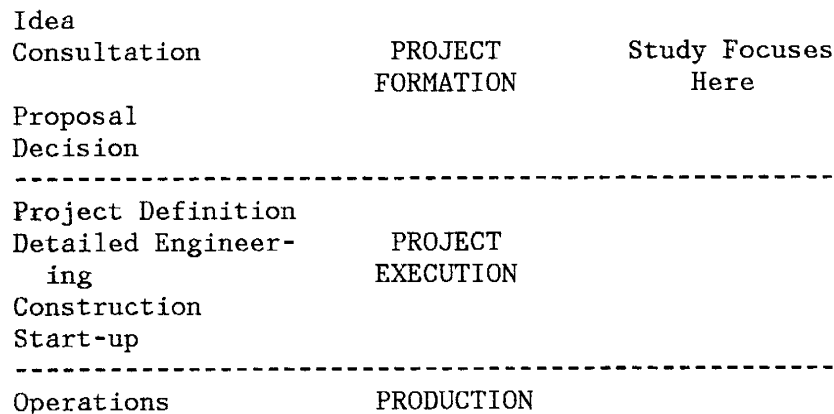 Idea
Consultation PROJECT Study Focuses
FORMATION Here
Proposal
Decision
Project Definition
Detailed Engineer- PROJECT
ing EXECUTION
Construction
Start-up
Operations PRODUCTION